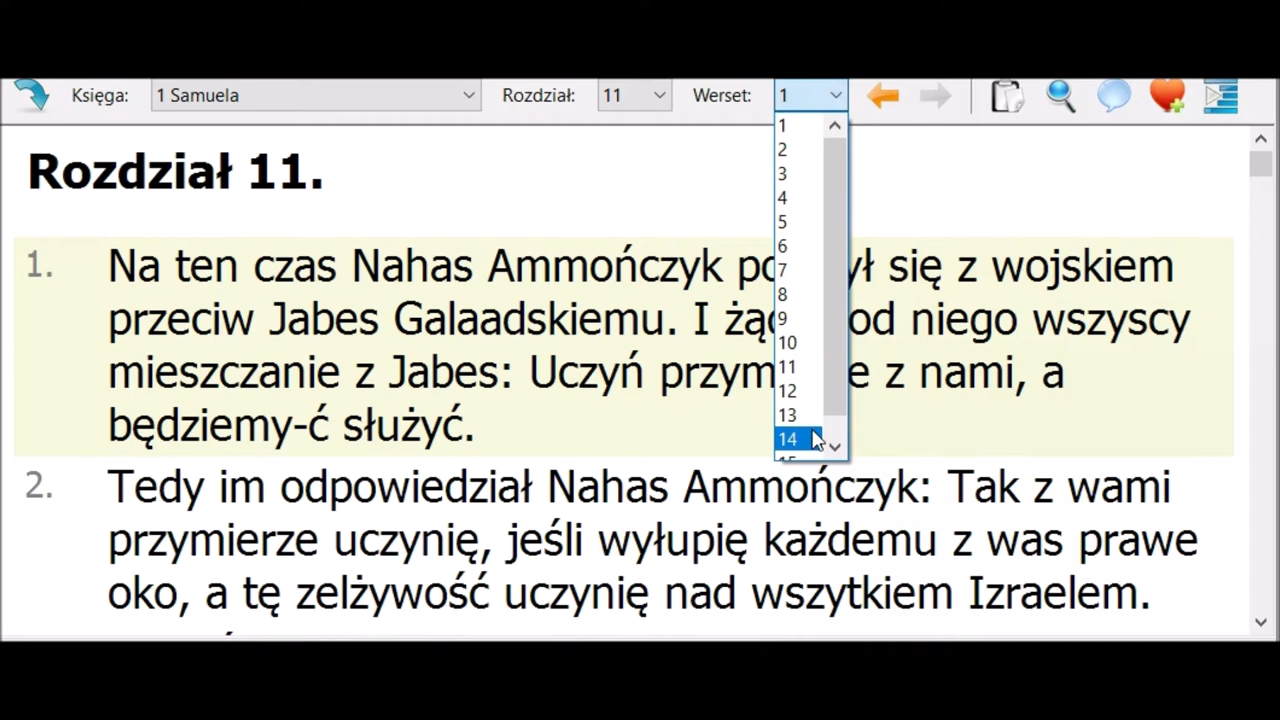 Księga: 1 Samuela Rozdział: 11 Werset: 1
1
2
3
4
5
6
7
8
9
10
11
12
13
14
Rozdział 11.
1. Na ten czas Nahas Ammończyk ył się z wojskiem
przeciw Jabes Galaadskiemu. I od niego wszyscy
mieszczanie z Jabes: Uczyń z nami, a
będziemy-ć służyć.
2. Tedy im odpowiedział Nahas Ammończyk: Tak z wami
przymierze uczynię, jeśli wyłupię każdemu z was prawe
oko, a tę zelżywość uczynię nad wszytkiem Izraelem.